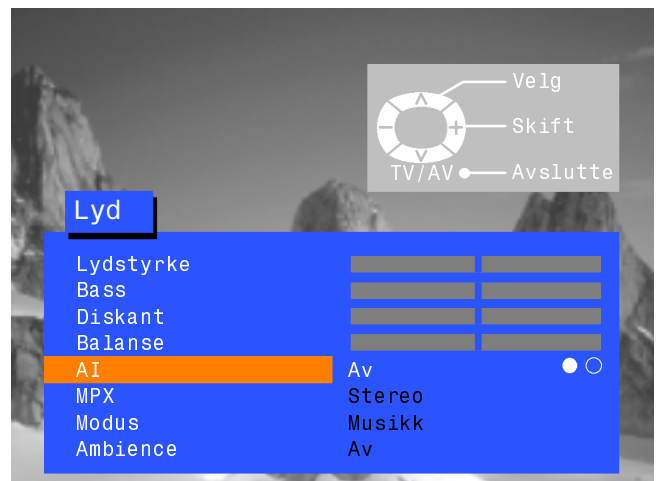 Velg
Skift
TV/AV Avslutte
Lyd
Lydstyrke
Bass
Diskant
Balanse
AI Av
MPX Stereo
Modus Musikk
Ambience Av